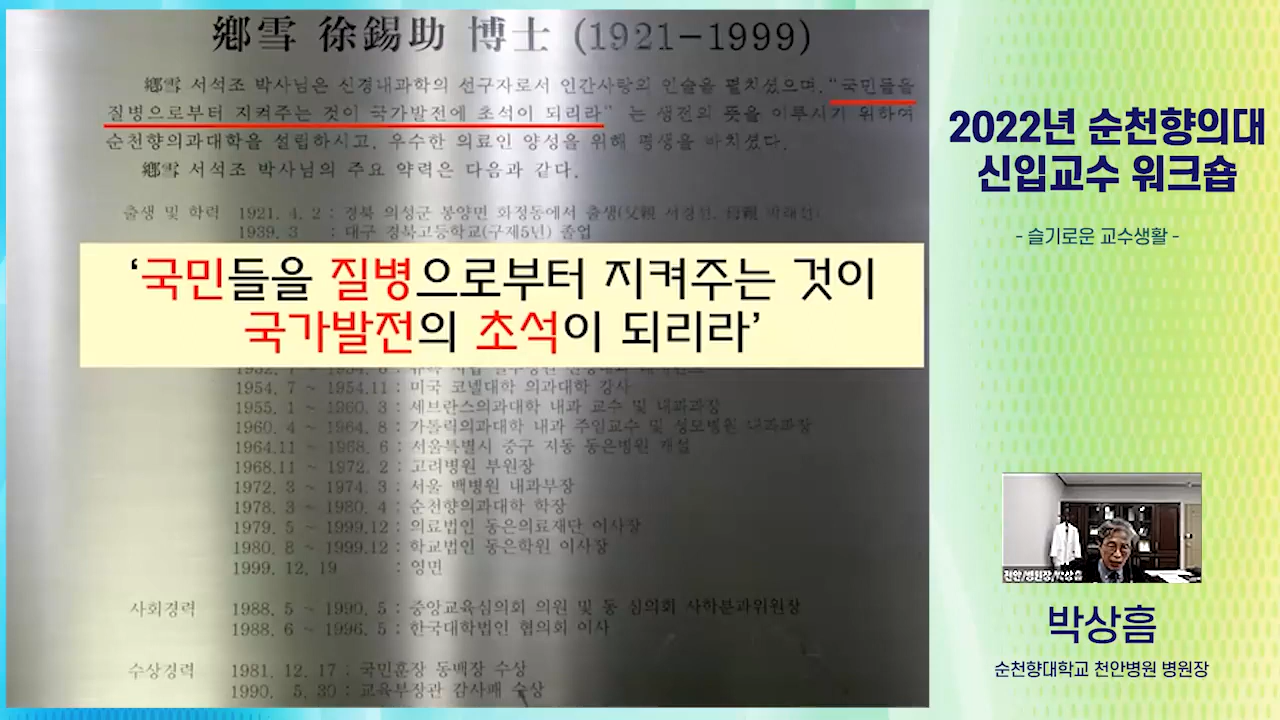 鄕雪 徐錫助 博士 (1921-1999)
鄕雪 서석조 박사님은 신경내과학의 선구자로서 인간사랑의 인술을 펼치셨으며, “국민들을
질병으로부터 지켜주는 것이 국가발전에 초석이 되리라” 는 생전의 뜻을 이루시기 위하여
순천향의과대학을 설립하시고, 우수한 의료인 양성을 위해 평생을 바치셨다.
鄕雪 서석조 박사님의 주요 약력은 다음과 같다.
출생 및 학력 1921. 4. 2 : 경북 의성군 봉양면 화정동에서 출생(父親 서경선, 母親
1939. 3 : 대구 경북고등학교(구제5년) 졸업
‘국민들을 질병으로부터 지켜주는 것이
국가발전의 초석이 되리라’
1954. 7 ~ 1954.11 : 미국 코넬대학 의과대학 강사
1955. 1 ~ 1960. 3 : 세브란스의과대학 내과 교수 및 내과과장
1960. 4 ~ 1964. 8 : 가톨릭의과대학 내과 주임교수 및 성모병원 내과과장
1964.11 ~ 1968. 6 : 서울특별시 중구 지동 동은병원 개설
1968.11 ~ 1972. 2 : 고려병원 부원장
1972. 3 ~ 1974. 3 : 서울 백병원 내과부장
1978. 3 ~ 1980. 4 : 순천향의과대학 학장
1979. 5 ~ 1999.12 : 의료법인 동은의료재단 이사장
1980. 8 ~ 1999.12 : 학교법인 동은학원 이사장
1999. 12. 19 : 영면
사회경력 1988. 5 ~ 1990. 5 : 중앙교육심의회 의원 및 동 심의회 사학분과위원장
1988. 6 ~ 1996. 5 : 한국대학법인 협의회 이사
수상경력 1981. 12. 17 : 국민훈장 동백장 수상
1990. 5. 30 : 교육부장관 감사패 수상
2022년 순천향의대
신입교수 워크숍
- 슬기로운 교수생활 -
천안/병원장/박상흠
박상흠
순천향대학교 천안병원 병원장